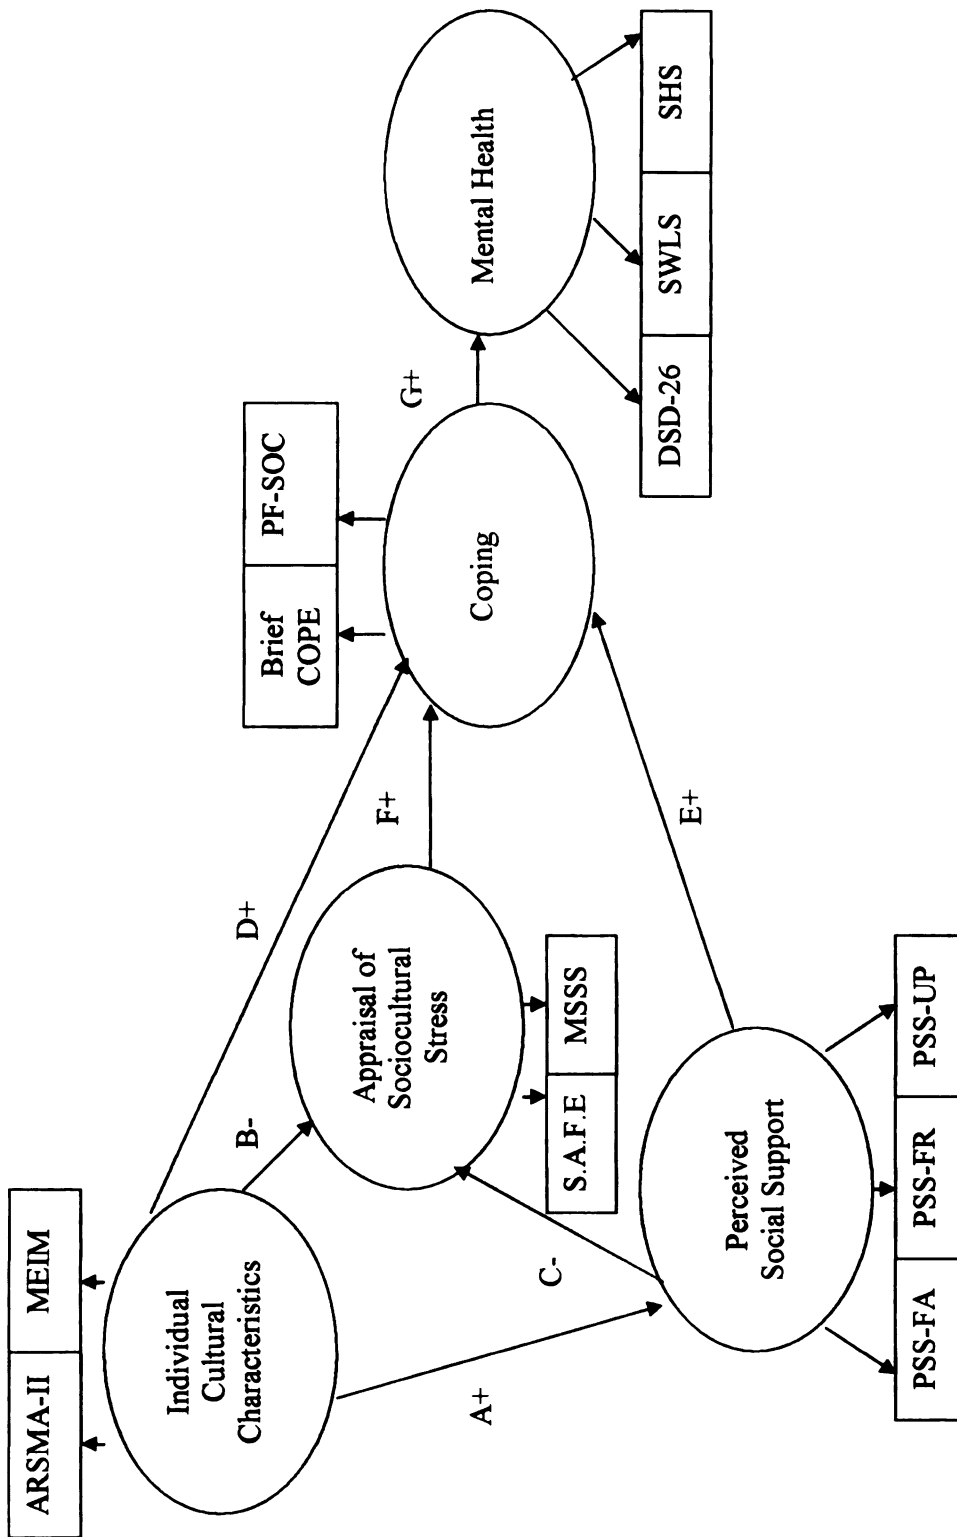 ARSMA-II
MEIM
Individual
Cultural
Characteristics
A+
B-
C-
D+
Appraisal of
Sociocultural
Stress
S.A.F.E
MSSS
Perceived
Social Support
PSS-FA
PSS-FR
PSS-UP
E+
F+
Brief
COPE
PF-SOC
Coping
G+
Mental Health
DSD-26
SWLS
SHS